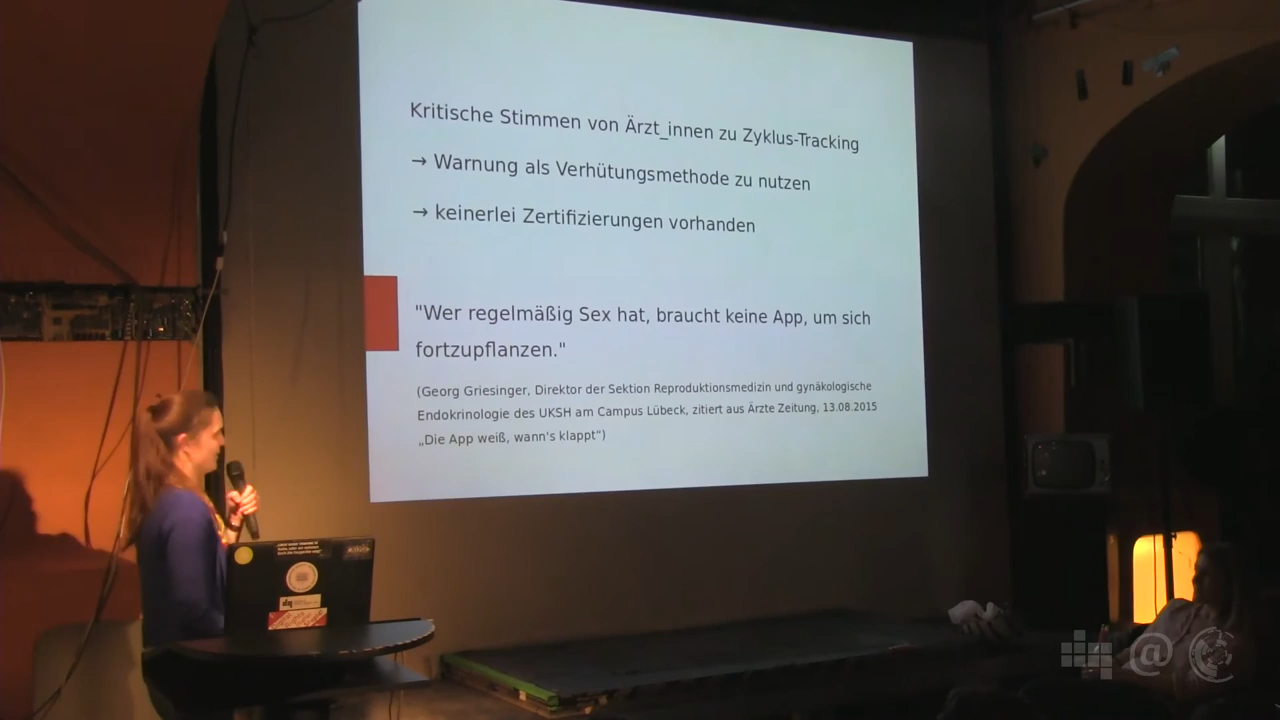 Kritische Stimmen von Ärzt_innen zu Zyklus-Tracking
→ Warnung als Verhütungsmethode zu nutzen
→ keinerlei Zertifizierungen vorhanden
"Wer regelmäßig Sex hat, braucht keine App, um sich
fortzupflanzen."
(Georg Griesinger, Direktor der Sektion Reproduktionsmedizin und gynäkologische
Endokrinologie des UKSH am Campus Lübeck, zitiert aus Ärzte Zeitung, 13.08.2015
„Die App weiß, wann's klappt“)
@